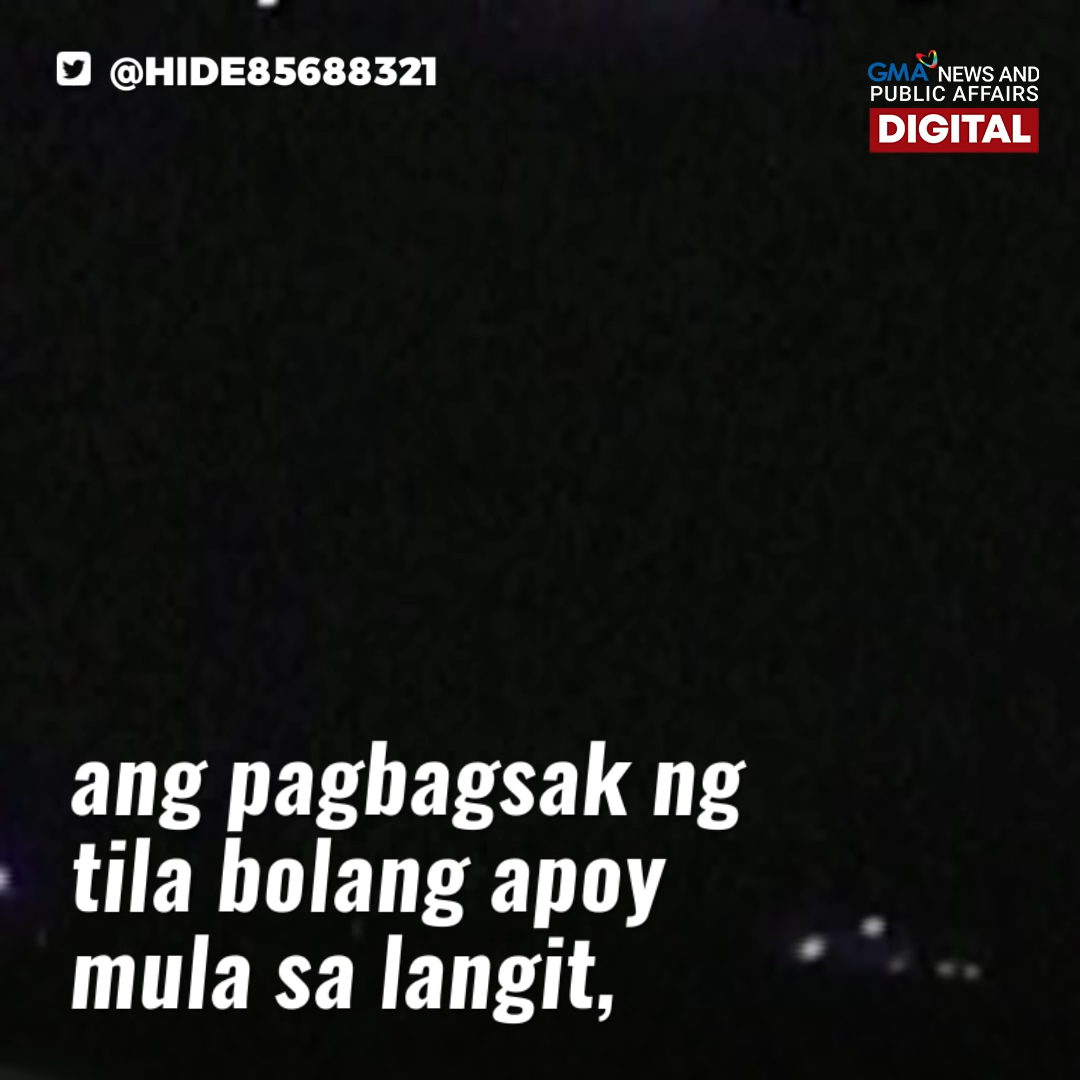 @HIDE85688321
GMA NEWS AND
PUBLIC AFFAIRS
DIGITAL
ang pagbagsak ng
tila bolang apoy
mula sa langit,